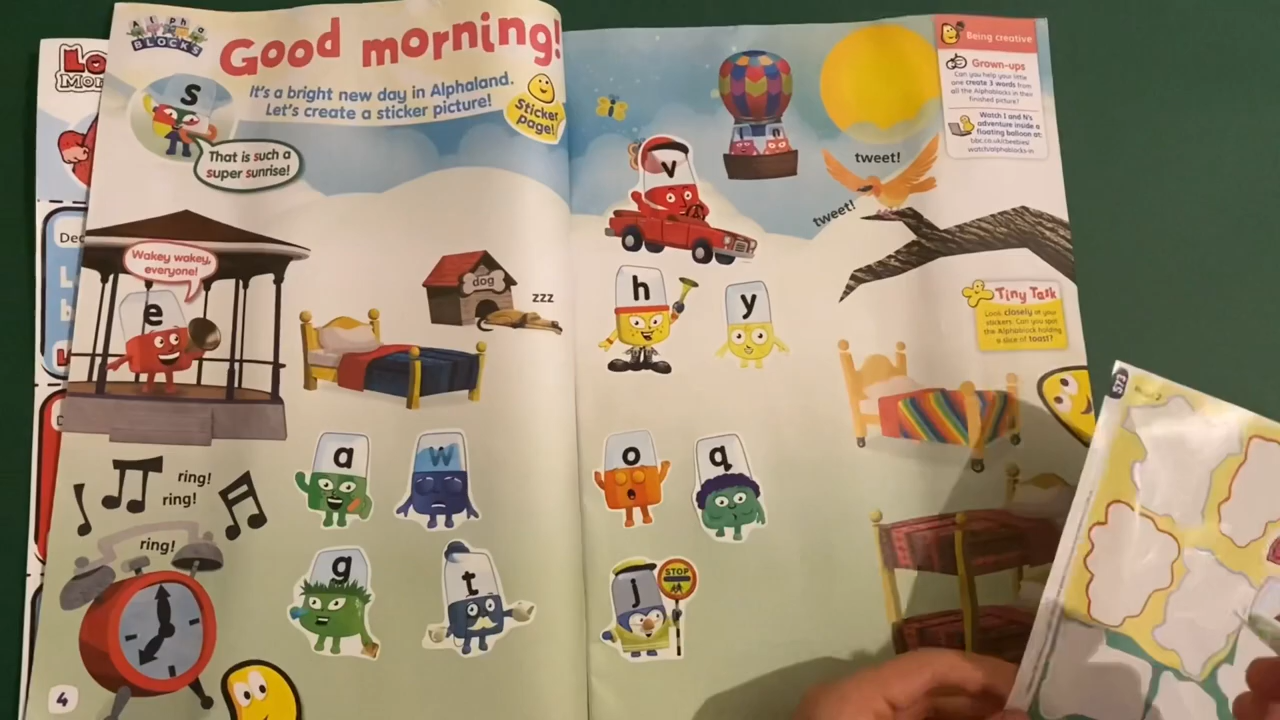 Alpha
BLOCKS
Good morning!
It's a bright new day in Alphaland.
Let's create a sticker picture!
Sticker
page!
s
That is such a
super sunrise!
Wakey wakey,
everyone!
e
dog
zzz
ring!
ring!
ring!
a
w
g
t
4
v
tweet!
tweet!
h
y
o
q
j
STOP
Being creative
Grown-ups
Can you help your little
one create 3 words from
all the Alphablocks in their
finished picture?
Watch I and N's
adventure inside a
floating balloon at:
bbc.co.uk/cbeebies/
watch/alphablocks-in
Tiny Task
Look closely at your
stickers. Can you spot
the Alphablock holding
a slice of toast?
573